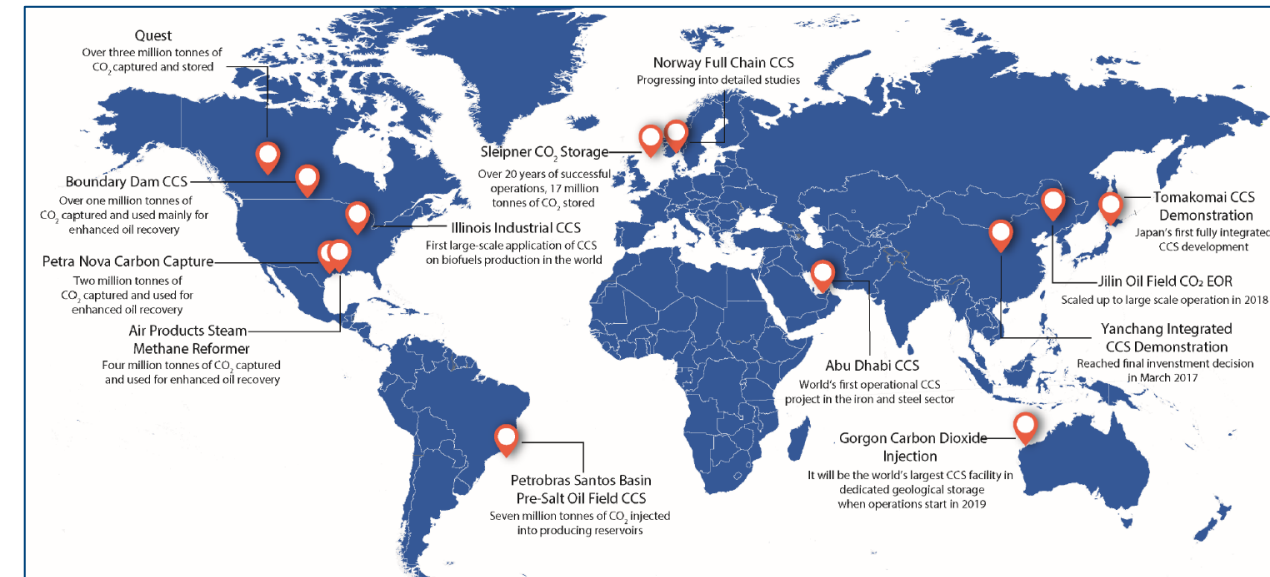 Quest
Over three million tonnes of
CO₂ captured and stored
Boundary Dam CCS
Over one million tonnes of
CO₂ captured and used mainly for
enhanced oil recovery
Petra Nova Carbon Capture
Two million tonnes of
CO₂ captured and used for
enhanced oil recovery
Air Products Steam
Methane Reformer
Four million tonnes of CO₂ captured
and used for enhanced oil recovery
Illinois Industrial CCS
First large-scale application of CCS
on biofuels production in the world
Petrobras Santos Basin
Pre-Salt Oil Field CCS
Seven million tonnes of CO₂ injected
into producing reservoirs
Norway Full Chain CCS
Progressing into detailed studies
Sleipner CO₂ Storage
Over 20 years of successful
operations, 17 million
tonnes of CO₂ stored
Abu Dhabi CCS
World's first operational CCS
project in the iron and steel sector
Gorgon Carbon Dioxide
Injection
It will be the world's largest CCS facility in
dedicated geological storage
when operations start in 2019
Tomakomai CCS
Demonstration
Japan's first fully integrated
CCS development
Jilin Oil Field CO₂ EOR
Scaled up to large scale operation in 2018
Yanchang Integrated
CCS Demonstration
Reached final invenstment decision
in March 2017